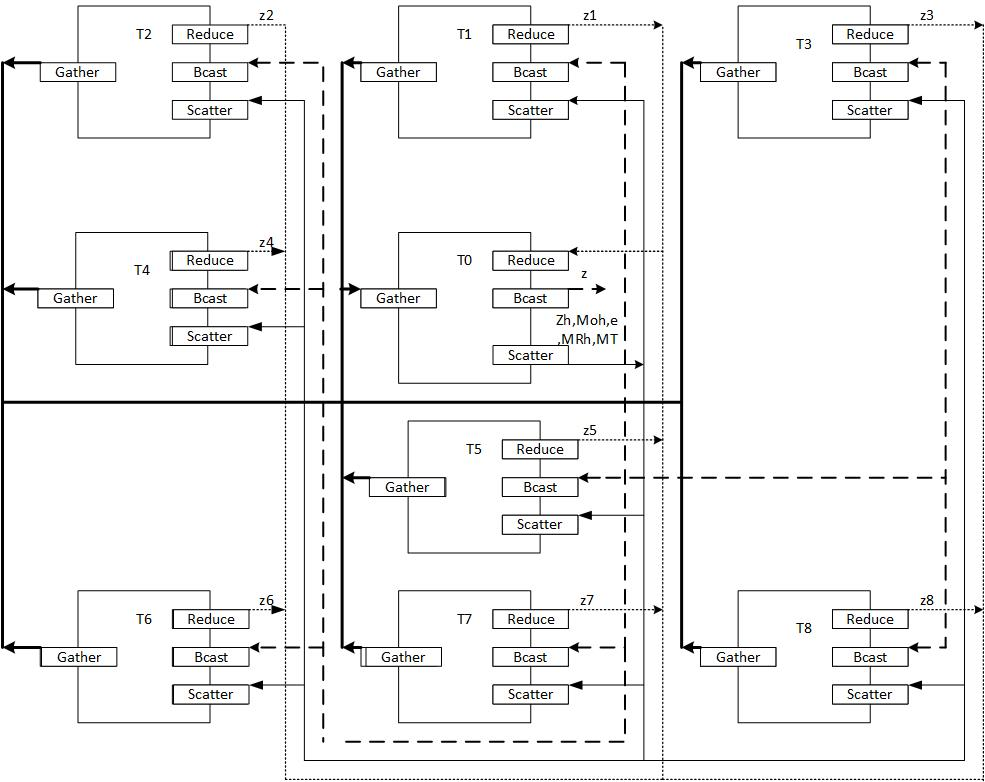 z2
T2
Reduce
Gather
Bcast
Scatter
z1
T1
Reduce
Gather
Bcast
Scatter
z3
T3
Reduce
Gather
Bcast
Scatter
z4
T4
Reduce
Gather
Bcast
Scatter
T0
Reduce
z
Gather
Bcast
Zh,Moh,e
,MRh,MT
Scatter
z5
T5
Reduce
Gather
Bcast
Scatter
z6
T6
Reduce
Gather
Bcast
Scatter
z7
T7
Reduce
Gather
Bcast
Scatter
z8
T8
Reduce
Gather
Bcast
Scatter